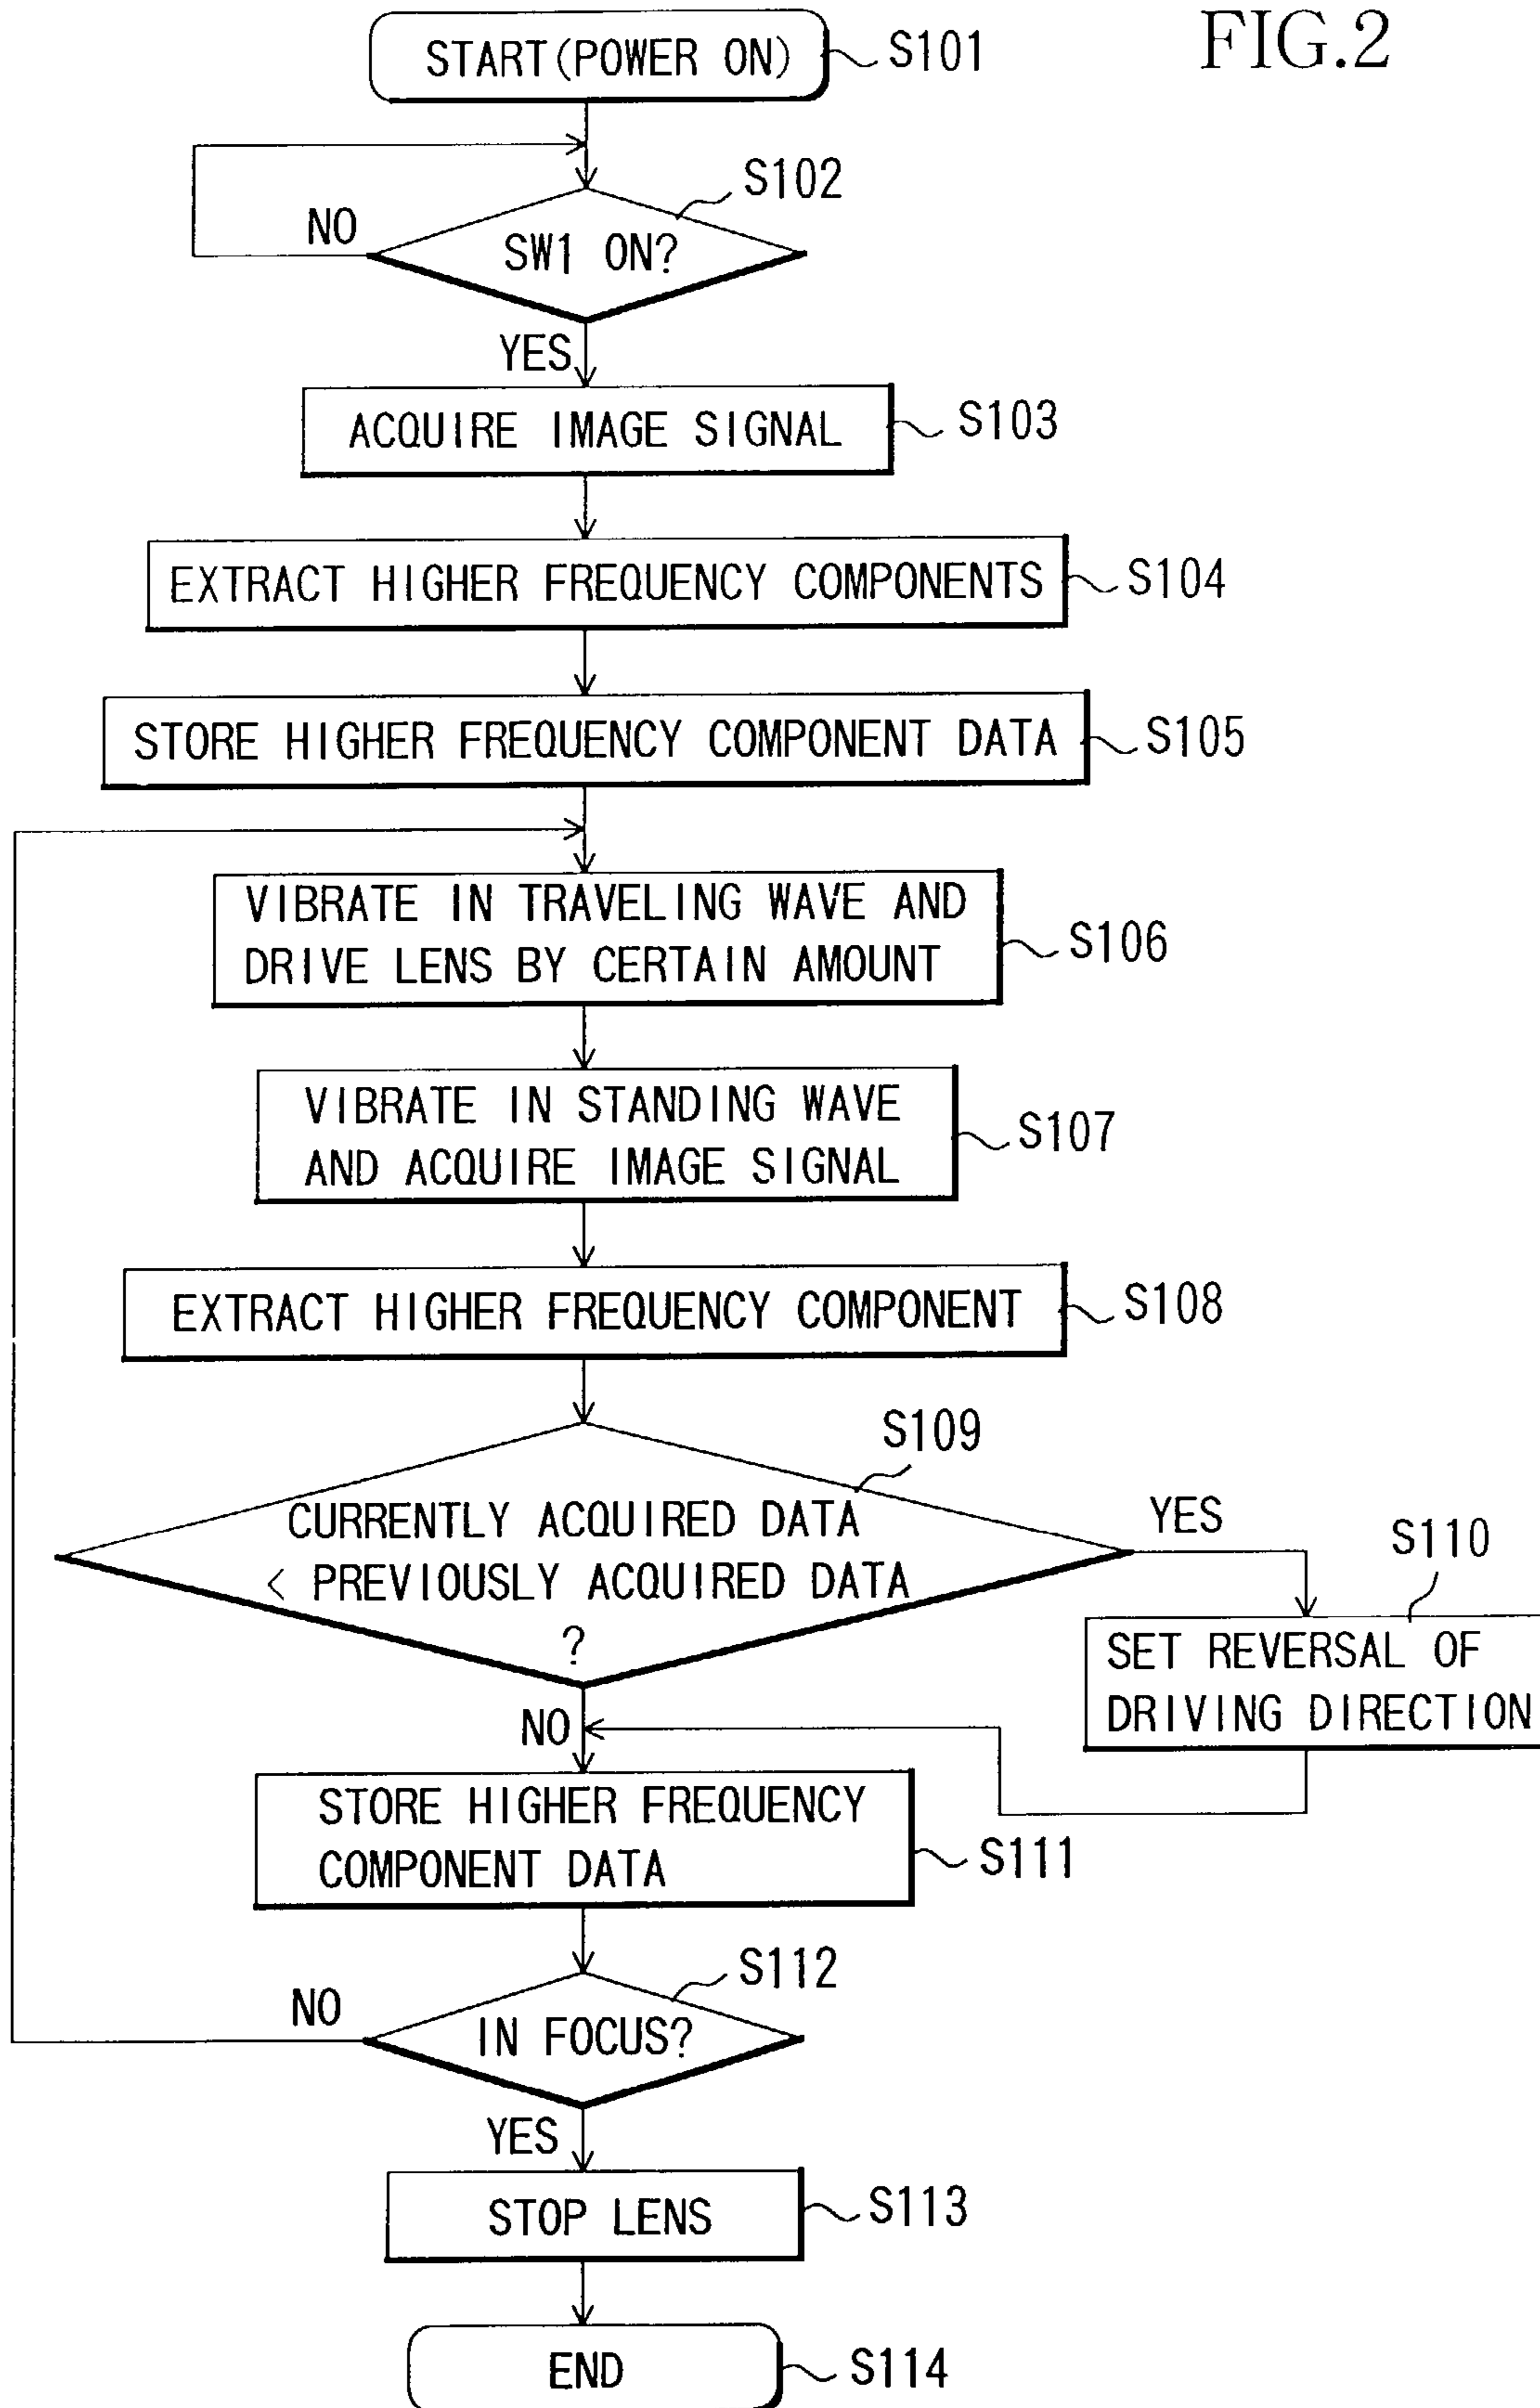 FIG.2
START(POWER ON)
S101
S102
NO
SW1 ON?
YES
ACQUIRE IMAGE SIGNAL
S103
EXTRACT HIGHER FREQUENCY COMPONENTS
S104
STORE HIGHER FREQUENCY COMPONENT DATA
S105
VIBRATE IN TRAVELING WAVE AND
DRIVE LENS BY CERTAIN AMOUNT
S106
VIBRATE IN STANDING WAVE
AND ACQUIRE IMAGE SIGNAL
S107
EXTRACT HIGHER FREQUENCY COMPONENT
S108
S109
CURRENTLY ACQUIRED DATA
< PREVIOUSLY ACQUIRED DATA
?
YES
S110
SET REVERSAL OF
DRIVING DIRECTION
NO
STORE HIGHER FREQUENCY
COMPONENT DATA
S111
S112
NO
IN FOCUS?
YES
STOP LENS
S113
END
S114